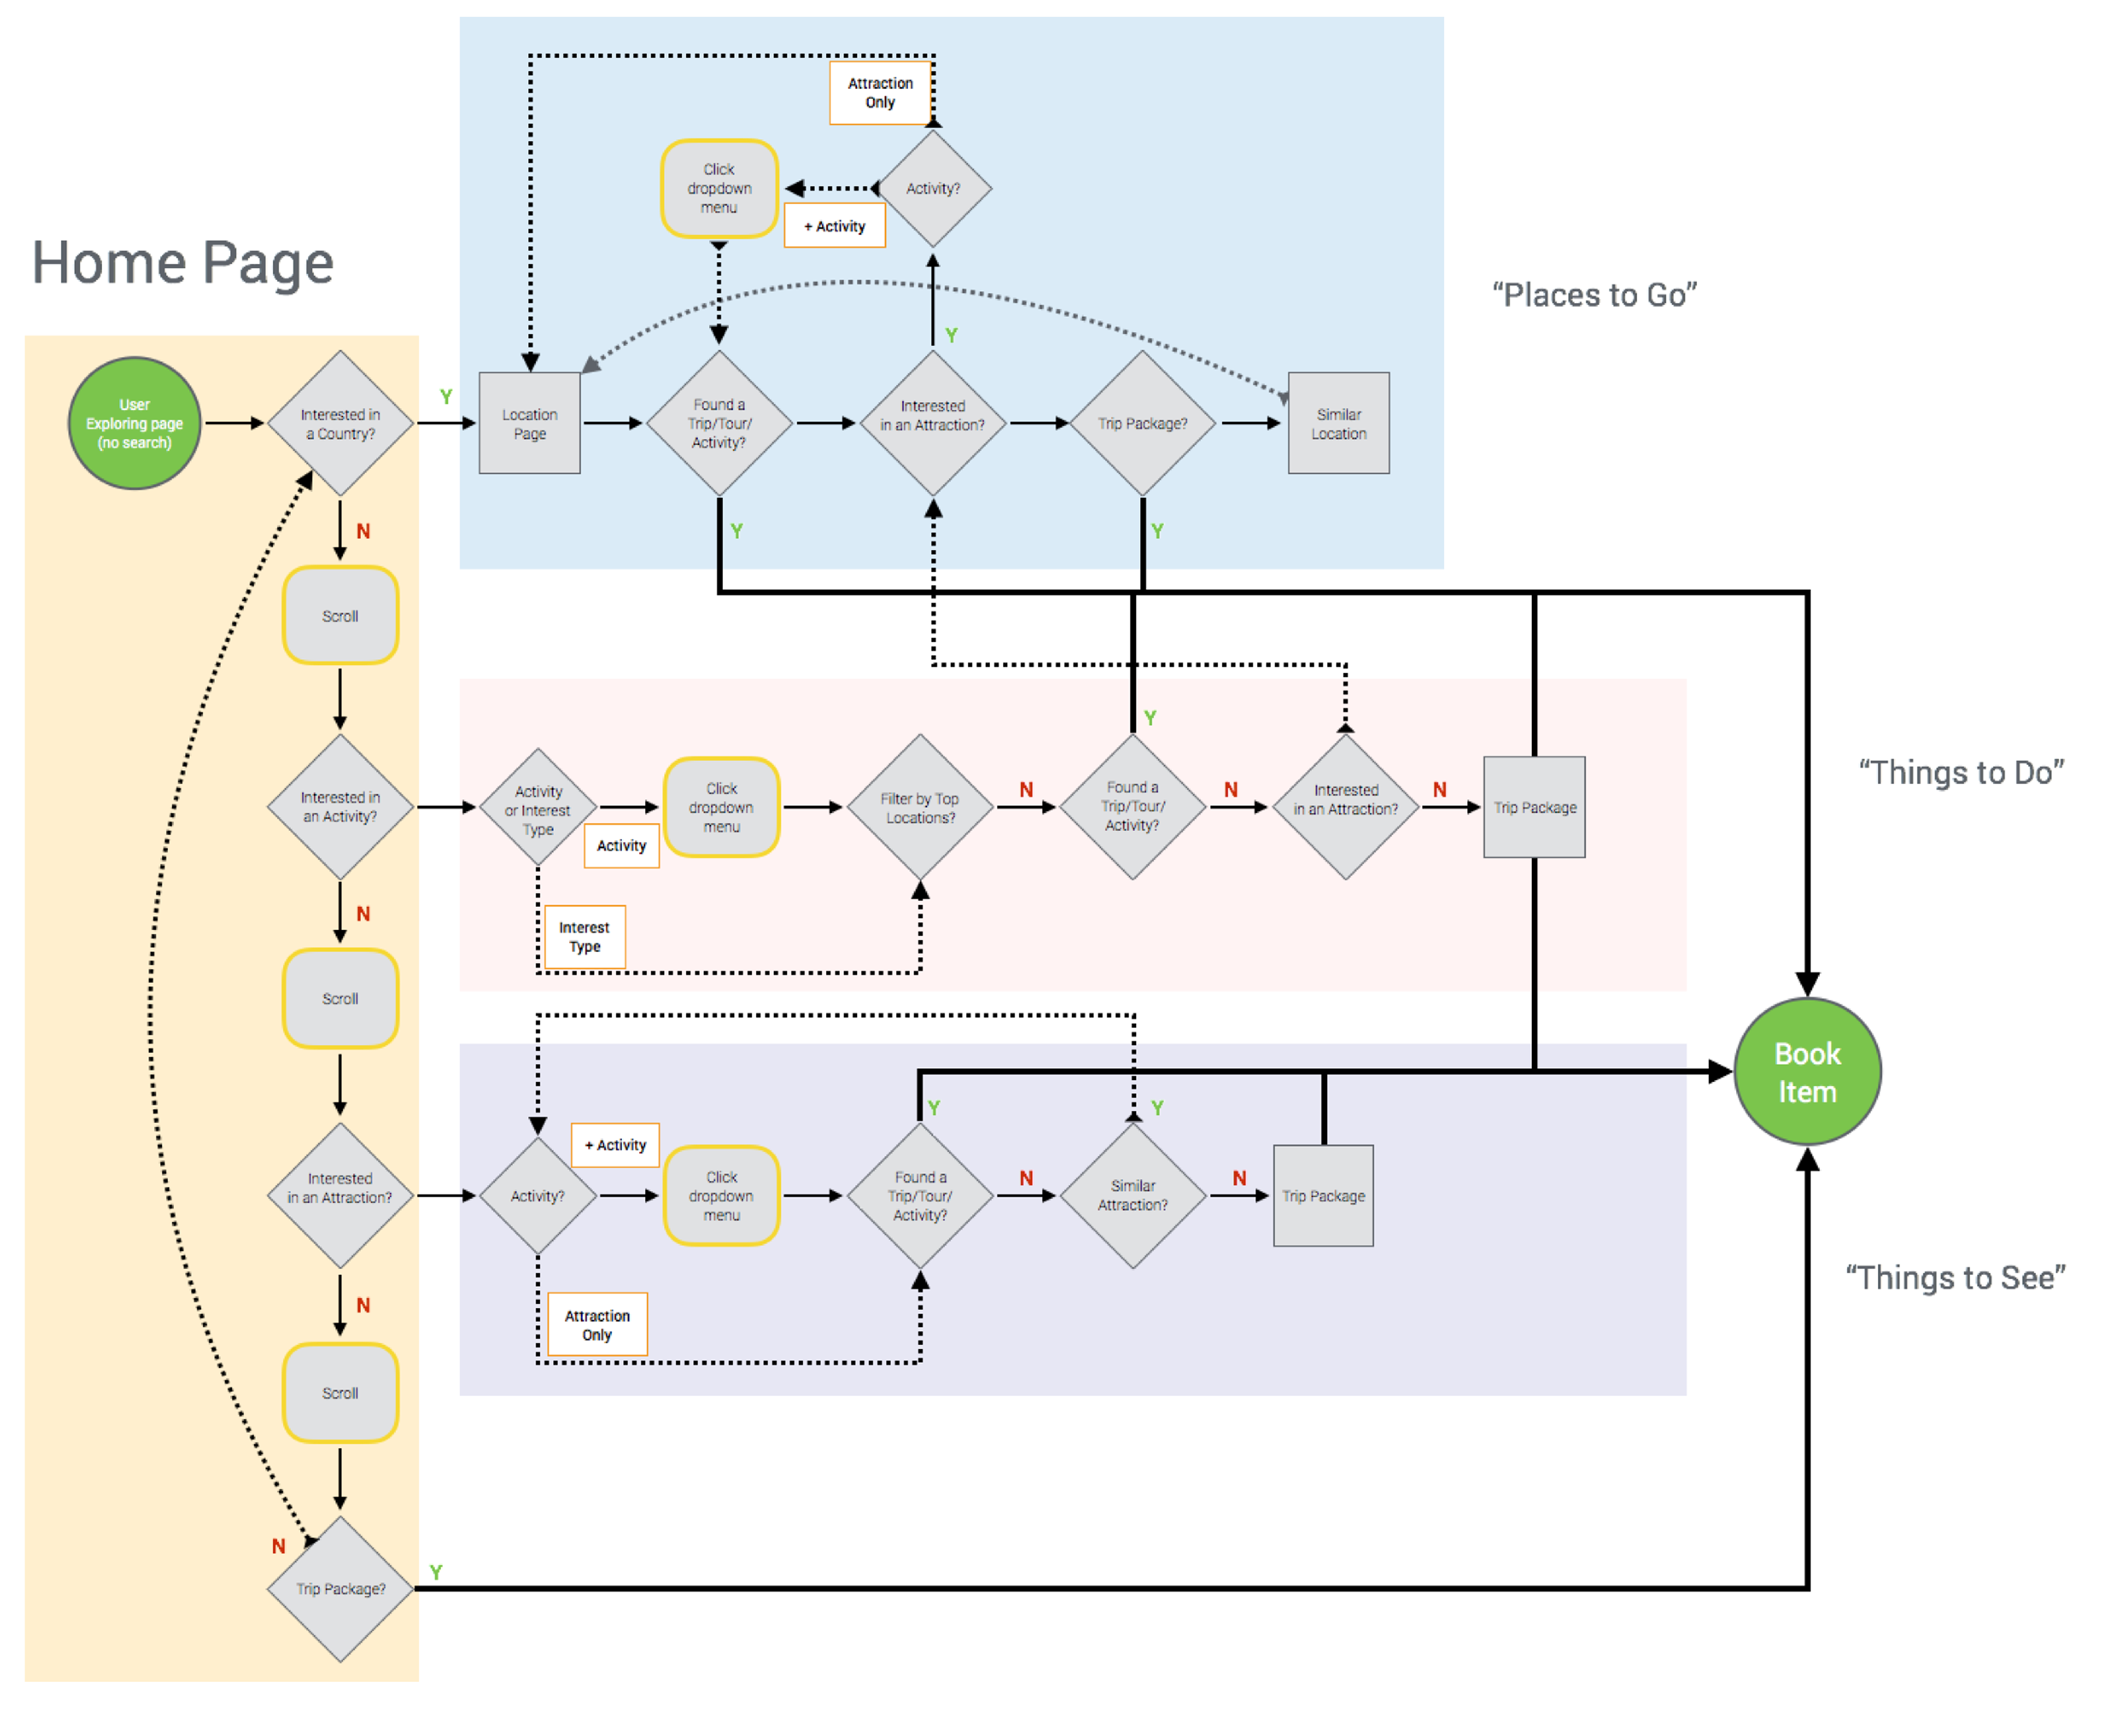 Attraction
Only
Click
dropdown
menu
Activity?
+ Activity
Home Page
"Places to Go"
Y
User
Exploring page
(no search)
Interested in
a Country?
Y
Location
Page
Found a
Trip/Tour/
Activity?
Interested
in an Attraction?
Trip Package?
Similar
Location
N
Y
Y
Scroll
"Things to Do"
Y
Interested in
an Activity?
Activity
or Interest
Type
Activity
Click
dropdown
menu
Filter by Top
Locations?
N
Found a
Trip/Tour/
Activity?
N
Interested
in an Attraction?
N
Trip Package
N
Interest
Type
Scroll
Book
Item
Y
Y
+ Activity
Interested
in an Attraction?
Activity?
Click
dropdown
menu
Found a
Trip/Tour/
Activity?
N
Similar
Attraction?
N
Trip Package
"Things to See"
N
Attraction
Only
Scroll
N
Y
Trip Package?